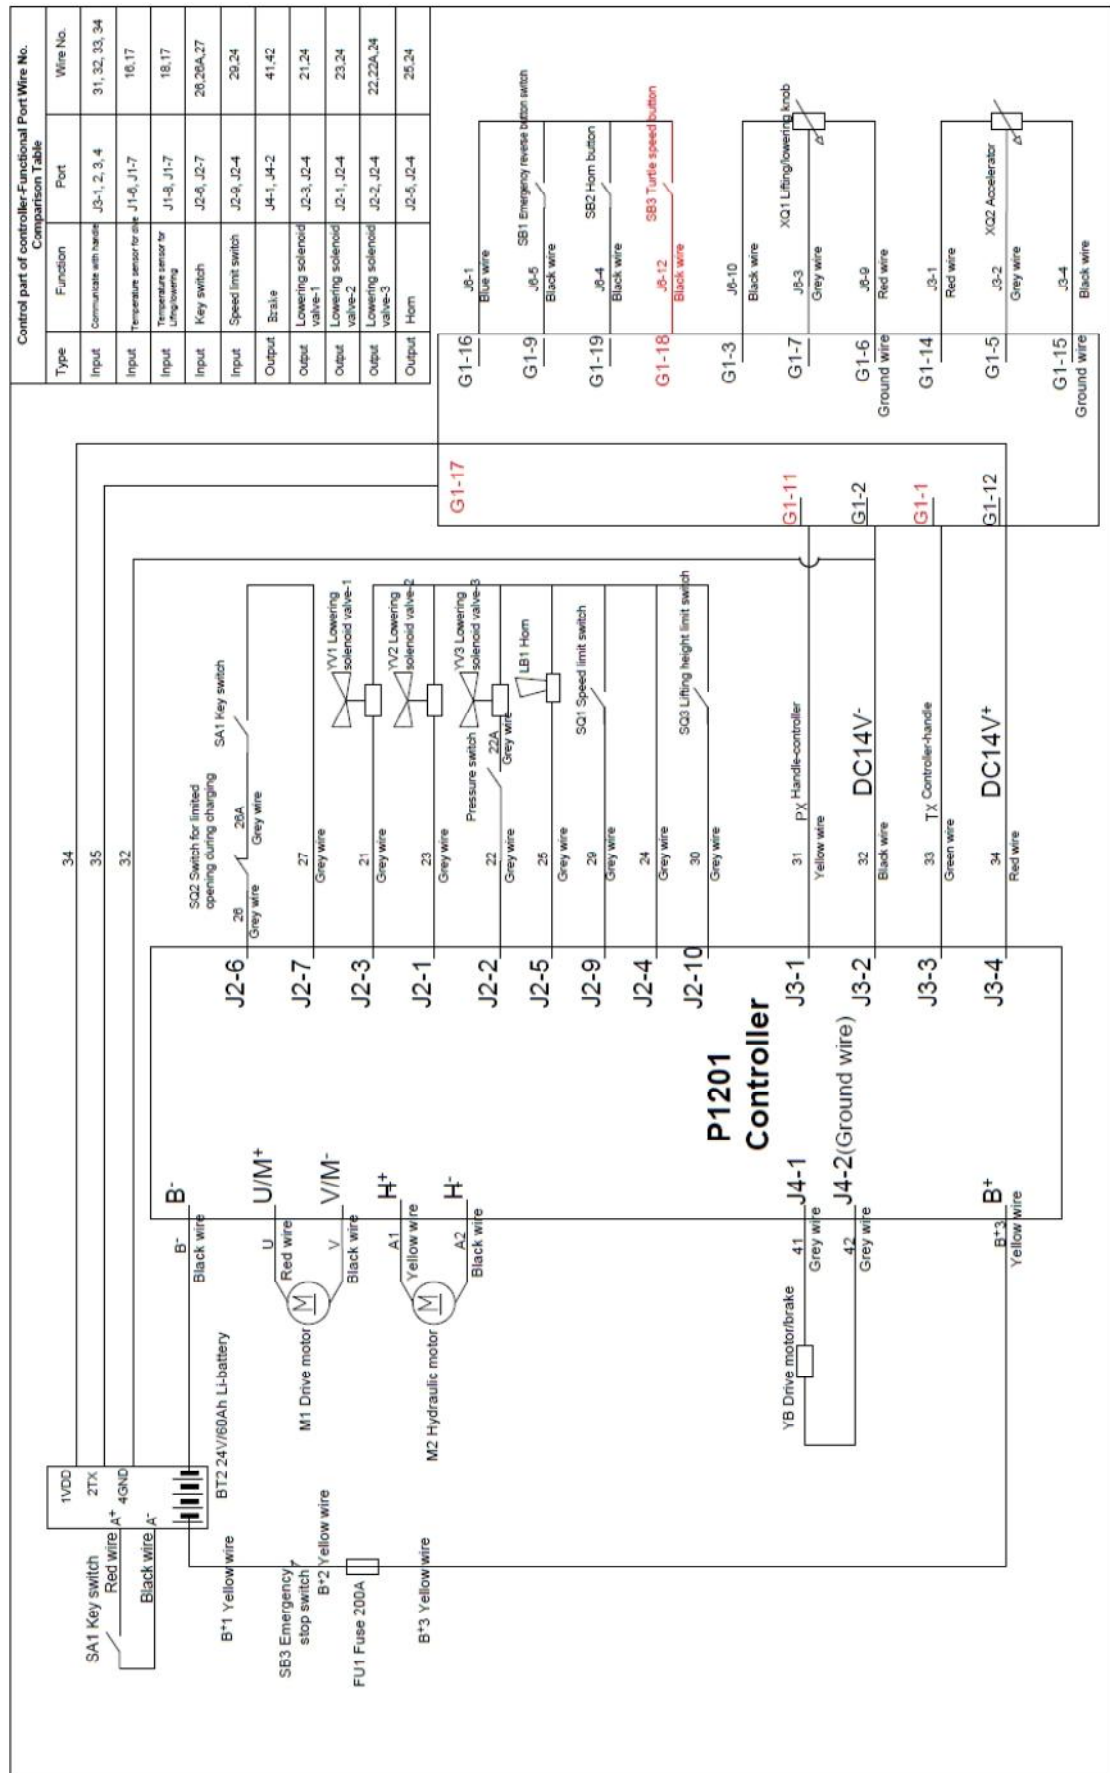 Control part of controller-Functional Port Wire No.
Comparison Table
Type Function Port Wire No.
Input Communicate with handle J3-1, 2, 3, 4 31, 32, 33, 34
Input Temperature sensor for drive J1-6, J1-7 16,17
Input Temperature sensor for
Lifting/lowering J1-8, J1-7 18,17
Input Key switch J2-6, J2-7 26,26A,27
Input Speed limit switch J2-9, J2-4 29,24
Output Brake J4-1, J4-2 41,42
Output Lowering solenoid
valve-1 J2-3, J2-4 21,24
Output Lowering solenoid
valve-2 J2-1, J2-4 23,24
Output Lowering solenoid
valve-3 J2-2, J2-4 22,22A,24
Output Horn J2-5, J2-4 25,24
SA1 Key switch
Red wire A+
Black wire A-
1VDD
2TX
4GND
34
35
32
BT2 24V/60Ah Li-battery
B+1 Yellow wire
SB3 Emergency
stop switch
B+2 Yellow wire
FU1 Fuse 200A
B+3 Yellow wire
B-
Black wire
B-
U
Red wire
U/M+
V
Black wire
V/M-
M
M1 Drive motor
A1
Yellow wire
H+
A2
Black wire
H-
M
M2 Hydraulic motor
YB Drive motor/brake
41
Grey wire
J4-1
42
Grey wire
J4-2(Ground wire)
B+3
Yellow wire
B+
P1201
Controller
SQ2 Switch for limited
opening during charging
SA1 Key switch
J2-6
26
Grey wire
26A
Grey wire
J2-7
27
Grey wire
J2-3
21
Grey wire
YV1 Lowering
solenoid valve-1
J2-1
23
Grey wire
YV2 Lowering
solenoid valve-2
J2-2
22
Grey wire
Pressure switch
22A
Grey wire
YV3 Lowering
solenoid valve-3
J2-5
25
Grey wire
LB1 Horn
J2-9
29
Grey wire
SQ1 Speed limit switch
J2-4
24
Grey wire
J2-10
30
Grey wire
SQ3 Lifting height limit switch
J3-1
31
Yellow wire
PX Handle-controller
G1-11
J3-2
32
Black wire
DC14V-
G1-2
J3-3
33
Green wire
TX Controller-handle
G1-1
J3-4
34
Red wire
DC14V+
G1-12
G1-17
G1-16
J6-1
Blue wire
G1-9
J6-5
Black wire
SB1 Emergency reverse button switch
G1-19
J6-4
Black wire
SB2 Horn button
G1-18
J6-12
Black wire
SB3 Turtle speed button
G1-3
J6-10
Black wire
G1-7
J6-3
Grey wire
XQ1 Lifting/lowering knob
G1-6
Ground wire
J6-9
Red wire
G1-14
J3-1
Red wire
G1-5
J3-2
Grey wire
XQ2 Accelerator
G1-15
Ground wire
J3-4
Black wire